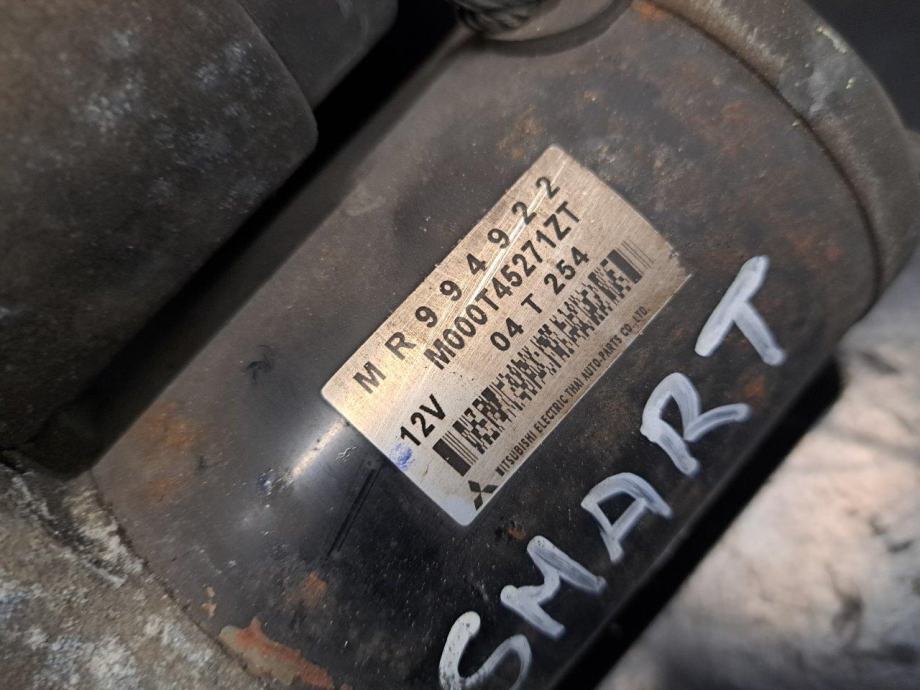 MR994922
M000T45271ZT
12V 04 T 254
MITSUBISHI ELECTRIC THAI AUTO-PARTS CO.,LTD.
SMART